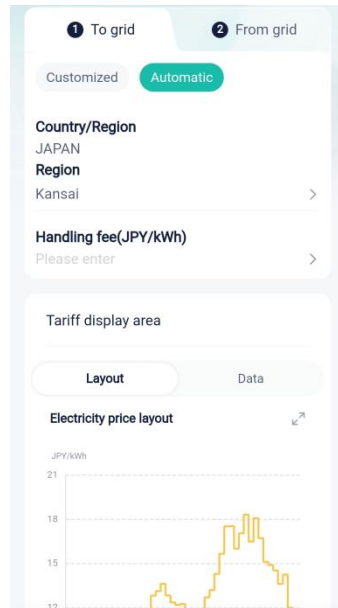 1 To grid
2 From grid
Customized
Automatic
Country/Region
JAPAN
Region
Kansai
Handling fee(JPY/kWh)
Please enter
Tariff display area
Layout
Data
Electricity price layout
JPY/kWh
21
18
15
12